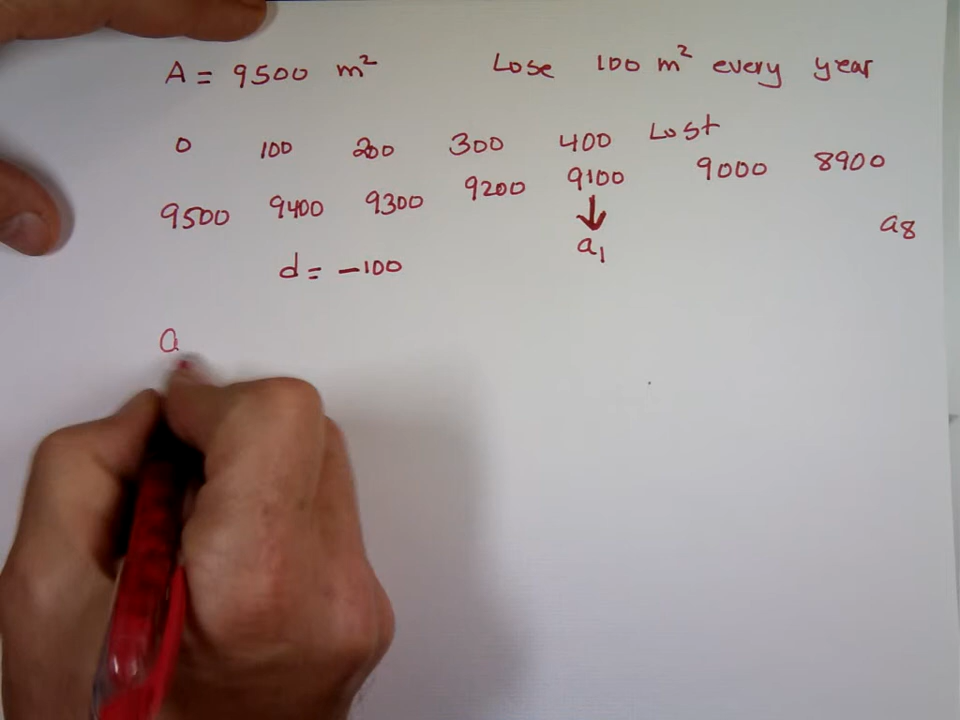 A = 9500 m² Lose 100 m² every year
0 100 200 300 400 Lost
9500 9400 9300 9200 9100 9000 8900
↓
a₁ a₈
d = -100
a